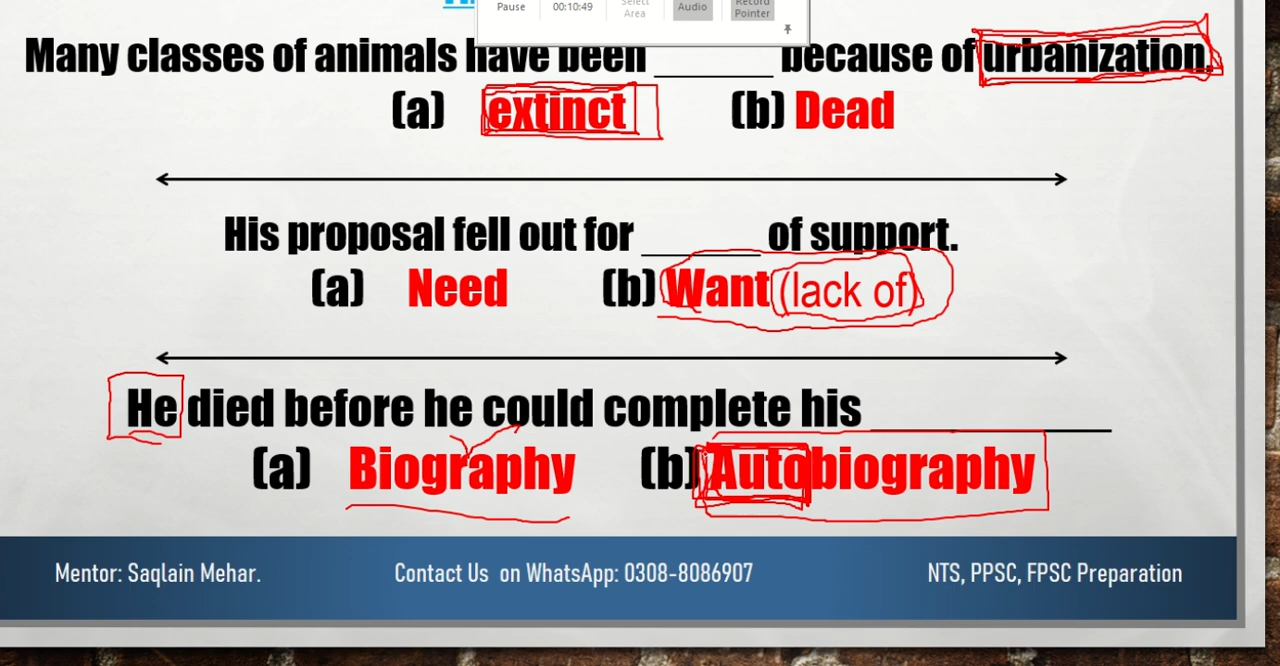 Pause 00:10:49 Select Area Audio Record Pointer
Many classes of animals have been ______ because of urbanization.
(a) extinct (b) Dead
His proposal fell out for ______ of support.
(a) Need (b) Want (lack of)
He died before he could complete his ____________
(a) Biography (b) Autobiography
Mentor: Saqlain Mehar. Contact Us on WhatsApp: 0308-8086907 NTS, PPSC, FPSC Preparation